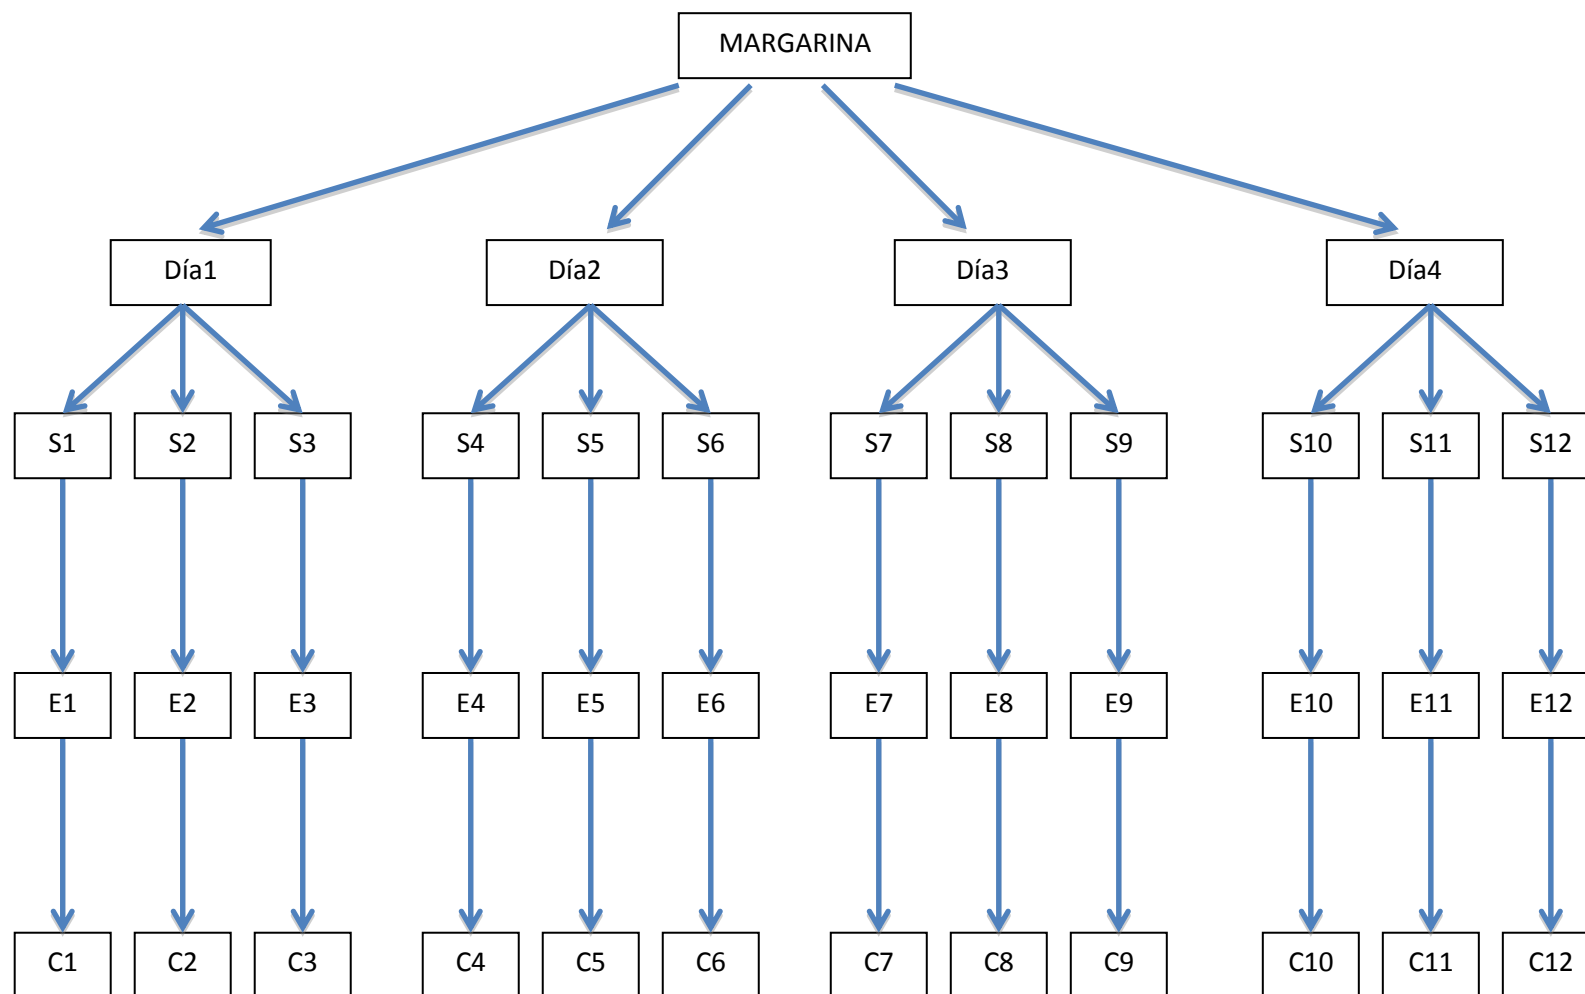 MARGARINA
Día1 Día2 Día3 Día4
S1 S2 S3 S4 S5 S6 S7 S8 S9 S10 S11 S12
E1 E2 E3 E4 E5 E6 E7 E8 E9 E10 E11 E12
C1 C2 C3 C4 C5 C6 C7 C8 C9 C10 C11 C12